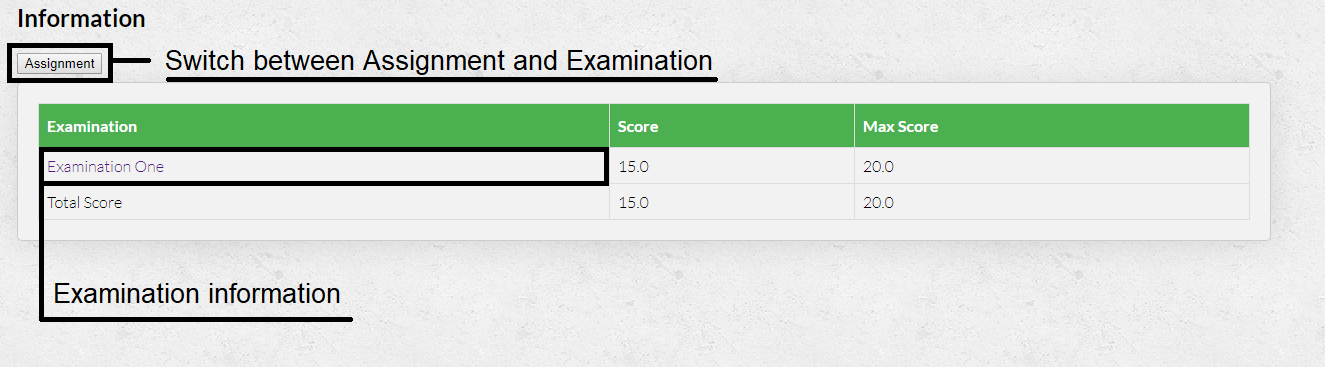 Information
Assignment
Switch between Assignment and Examination
Examination Score Max Score
Examination One 15.0 20.0
Total Score 15.0 20.0
Examination information